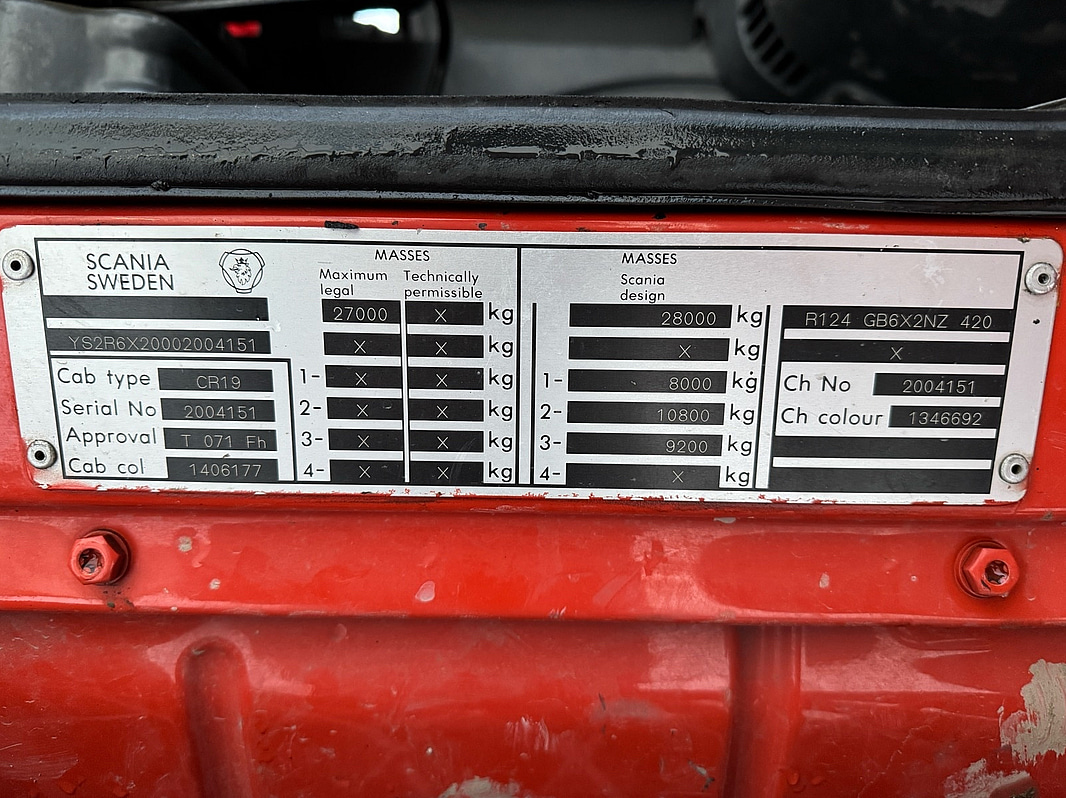 SCANIA
SWEDEN
YS2R6X20002004151
Cab type CR19
Serial No 2004151
Approval T 071 Fh
Cab col 1406177
MASSES
Maximum legal Technically permissible
27000 X kg
X X kg
1- X X kg
2- X X kg
3- X X kg
4- X X kg
MASSES
Scania
design
28000 kg
X kg
1- 8000 kg
2- 10800 kg
3- 9200 kg
4- X kg
R124 GB6X2NZ 420
X
Ch No 2004151
Ch colour 1346692